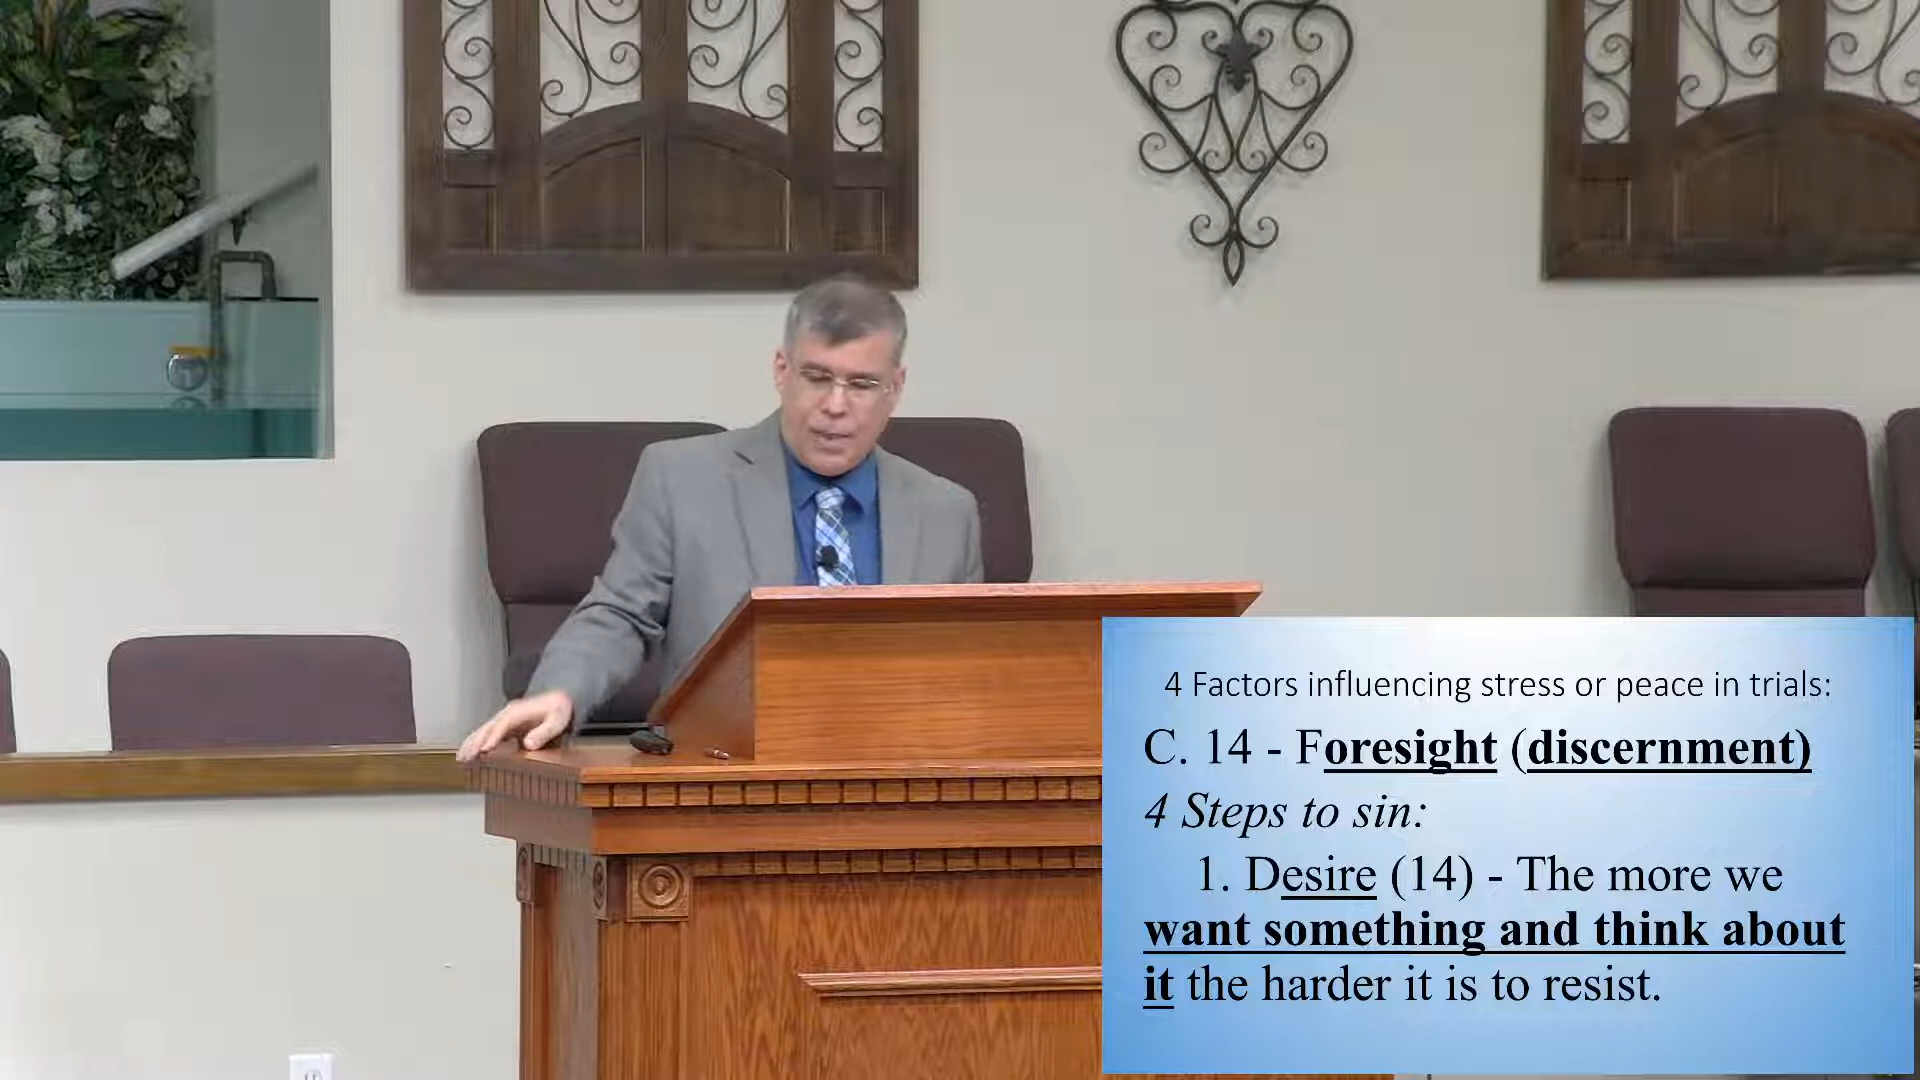 4 Factors influencing stress or peace in trials:
C. 14 - Foresight (discernment)
4 Steps to sin:
1. Desire (14) - The more we
want something and think about
it the harder it is to resist.